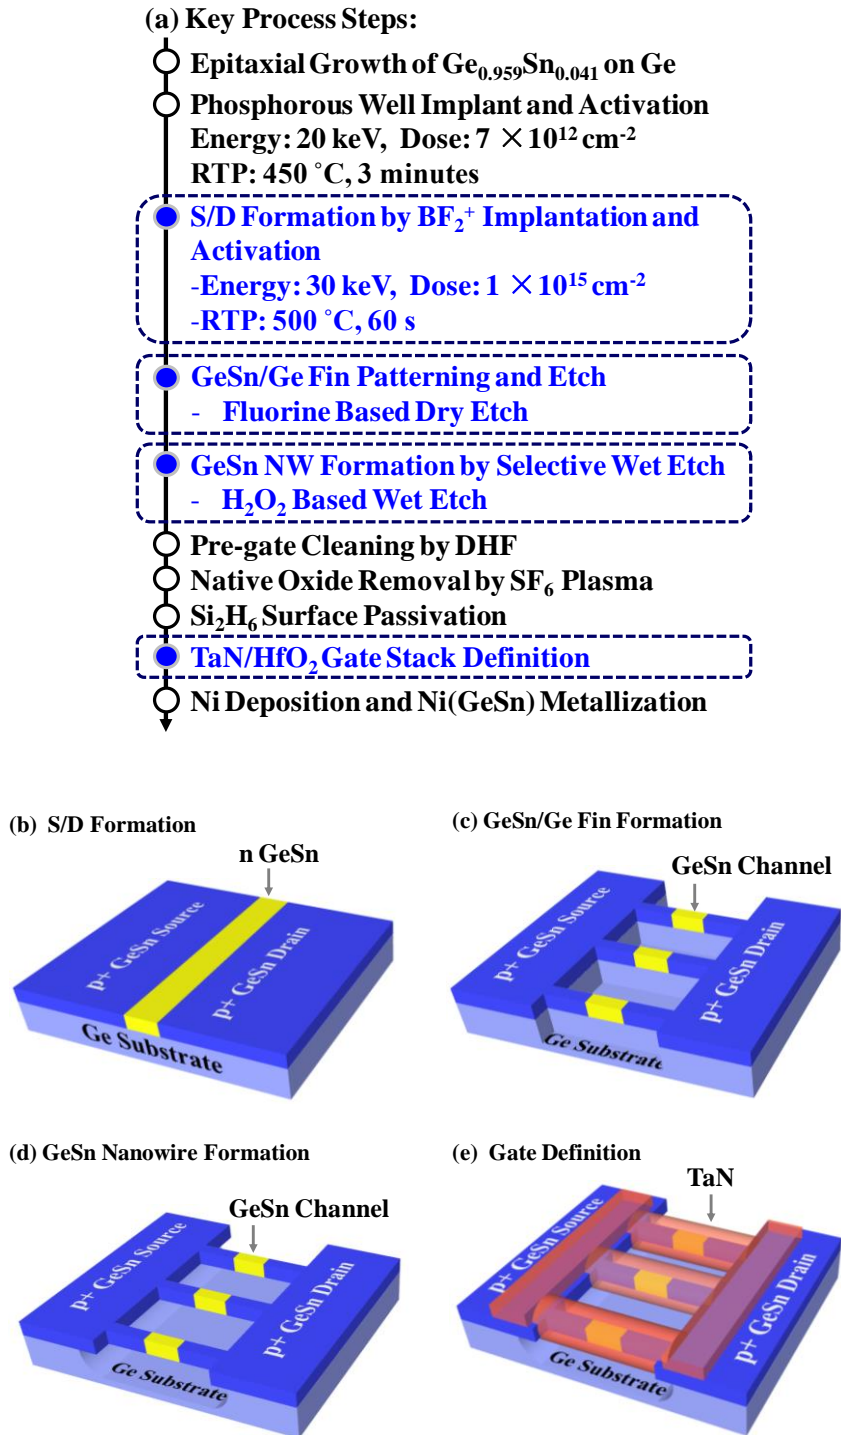 (a) Key Process Steps:
Epitaxial Growth of Ge₀.₉₅₉Sn₀.₀₄₁ on Ge
Phosphorous Well Implant and Activation
Energy: 20 keV, Dose: 7 × 10¹² cm⁻²
RTP: 450 °C, 3 minutes
S/D Formation by BF₂⁺ Implantation and
Activation
-Energy: 30 keV, Dose: 1 × 10¹⁵ cm⁻²
-RTP: 500 °C, 60 s
GeSn/Ge Fin Patterning and Etch
- Fluorine Based Dry Etch
GeSn NW Formation by Selective Wet Etch
- H₂O₂ Based Wet Etch
Pre-gate Cleaning by DHF
Native Oxide Removal by SF₆ Plasma
Si₂H₆ Surface Passivation
TaN/HfO₂ Gate Stack Definition
Ni Deposition and Ni(GeSn) Metallization
(b) S/D Formation
n GeSn
p+ GeSn Source
p+ GeSn Drain
Ge Substrate
(c) GeSn/Ge Fin Formation
GeSn Channel
p+ GeSn Source
p+ GeSn Drain
Ge Substrate
(d) GeSn Nanowire Formation
GeSn Channel
p+ GeSn Source
p+ GeSn Drain
Ge Substrate
(e) Gate Definition
TaN
p+ GeSn Source
p+ GeSn Drain
Ge Substrate